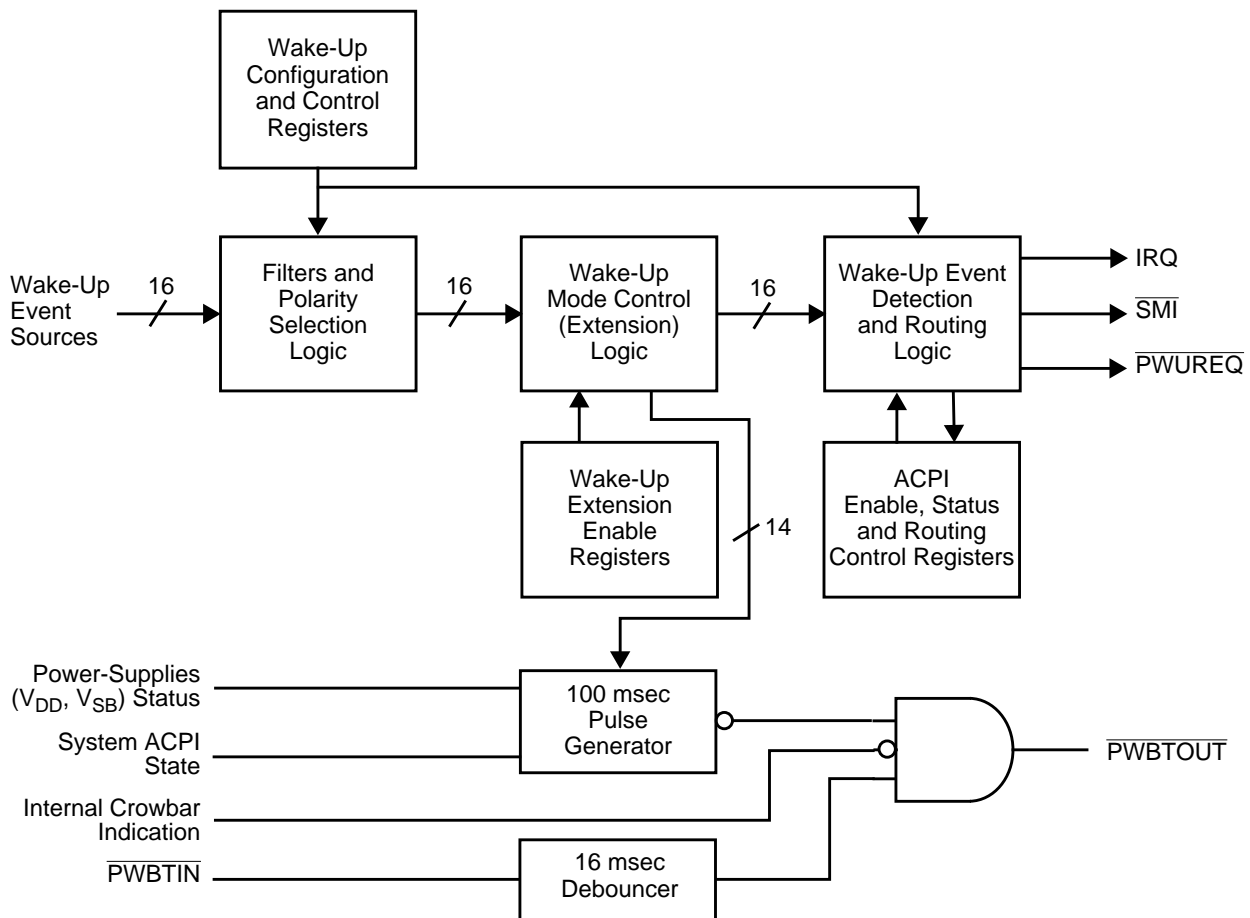 Wake-Up
Configuration
and Control
Registers
Wake-Up
Event
Sources
16
Filters and
Polarity
Selection
Logic
16
Wake-Up
Mode Control
(Extension)
Logic
16
Wake-Up Event
Detection
and Routing
Logic
IRQ
SMI
PWUREQ
Wake-Up
Extension
Enable
Registers
14
ACPI
Enable, Status
and Routing
Control Registers
Power-Supplies
(VDD, VSB) Status
System ACPI
State
100 msec
Pulse
Generator
PWBTOUT
Internal Crowbar
Indication
PWBTIN
16 msec
Debouncer